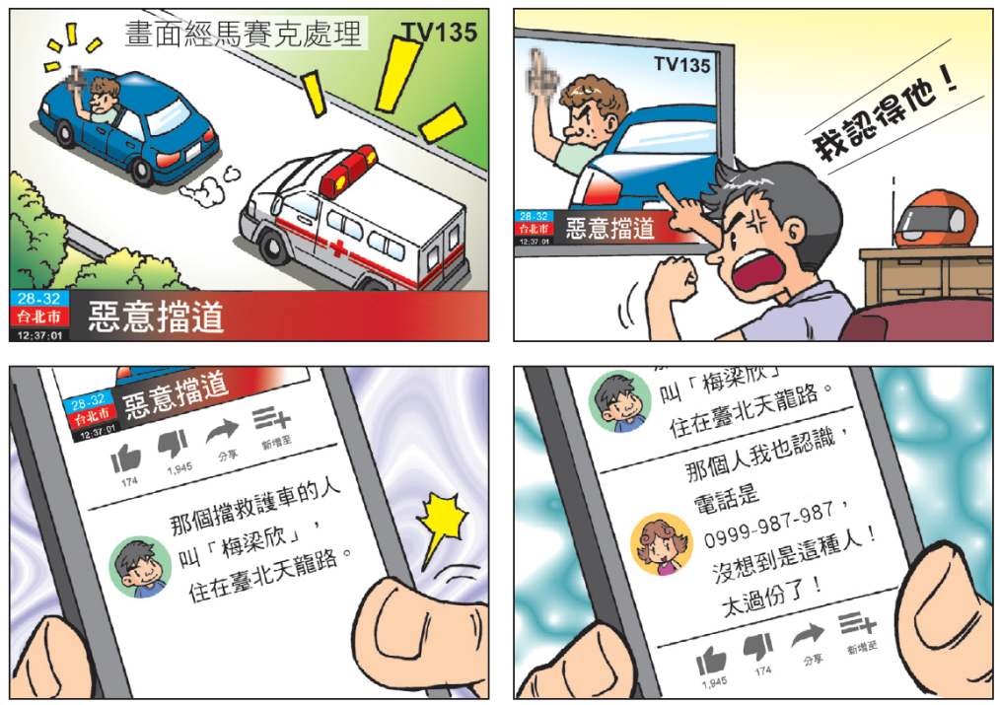 畫面經馬賽克處理
TV135
28-32
台北市
12:37:01
惡意擋道
TV135
我認得他！
28-32
台北市
12:37:01
惡意擋道
28-32
台北市
12:37:01
惡意擋道
174
1,945
分享
新增至
那個擋救護車的人
叫「梅梁欣」，
住在臺北天龍路。
叫「梅梁欣」
住在臺北天龍路。
那個人我也認識，
電話是
0999-987-987，
沒想到是這種人！
太過份了！
1,945
174
分享
新增至